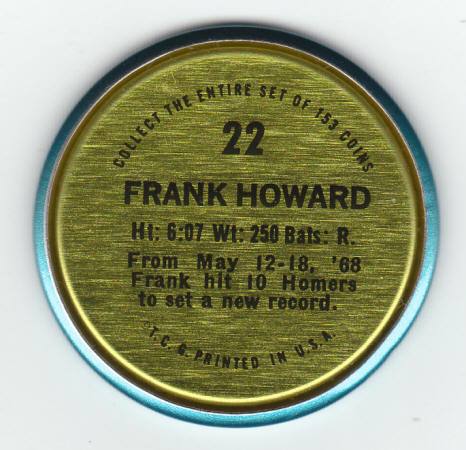 COLLECT THE ENTIRE SET OF 153 COINS
22
FRANK HOWARD
Ht: 6:07 Wt: 250 Bats: R.
From May 12-18, '68
Frank hit 10 Homers
to set a new record.
©T.C.G. PRINTED IN U.S.A.